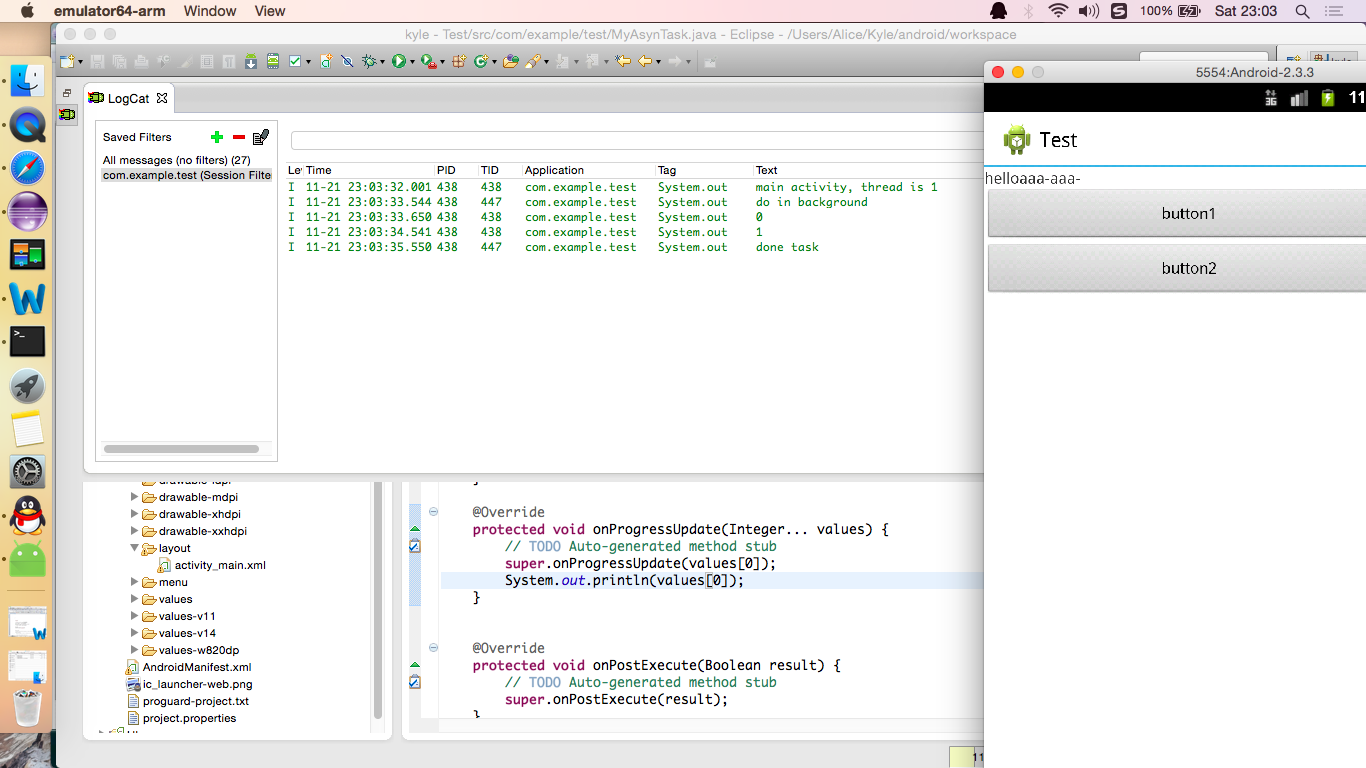 emulator64-arm Window View 100% Sat 23:03
kyle - Test/src/com/example/test/MyAsynTask.java - Eclipse - /Users/Alice/Kyle/android/workspace
LogCat
Saved Filters
All messages (no filters) (27)
com.example.test (Session Filte
Time PID TID Application Tag Text
I 11-21 23:03:32.001 438 438 com.example.test System.out main activity, thread is 1
I 11-21 23:03:33.544 438 447 com.example.test System.out do in background
I 11-21 23:03:33.650 438 438 com.example.test System.out 0
I 11-21 23:03:34.541 438 438 com.example.test System.out 1
I 11-21 23:03:35.550 438 447 com.example.test System.out done task
drawable-mdpi
drawable-xhdpi
drawable-xxhdpi
layout
activity_main.xml
menu
values
values-v11
values-v14
values-w820dp
AndroidManifest.xml
ic_launcher-web.png
proguard-project.txt
project.properties
}
@Override
protected void onProgressUpdate(Integer... values) {
// TODO Auto-generated method stub
super.onProgressUpdate(values[0]);
System.out.println(values[0]);
}
@Override
protected void onPostExecute(Boolean result) {
// TODO Auto-generated method stub
super.onPostExecute(result);
}
5554:Android-2.3.3
3G 11
Test
helloaaa-aaa-
button1
button2
11